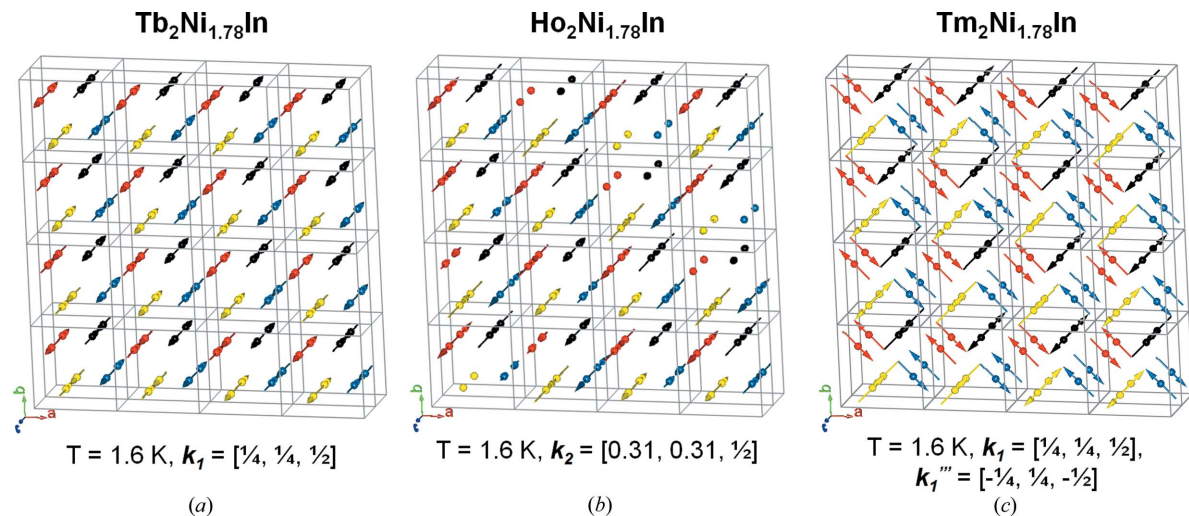 Tb₂Ni₁.₇₈In
Ho₂Ni₁.₇₈In
Tm₂Ni₁.₇₈In
b
a
c
b
a
c
b
a
c
T = 1.6 K, k₁ = [¼, ¼, ½]
T = 1.6 K, k₂ = [0.31, 0.31, ½]
T = 1.6 K, k₁ = [¼, ¼, ½],
k₁''' = [-¼, ¼, -½]
(a)
(b)
(c)